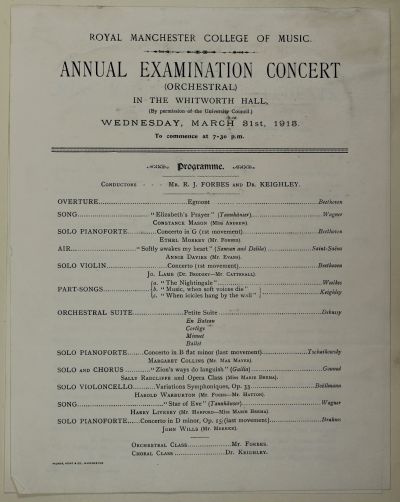 ROYAL MANCHESTER COLLEGE OF MUSIC.
ANNUAL EXAMINATION CONCERT
(ORCHESTRAL)
IN THE WHITWORTH HALL,
(By permission of the University Council.)
WEDNESDAY, MARCH 31st, 1915.
To commence at 7-30 p.m.
Programme.
CONDUCTORS - - - MR. R. J. FORBES AND DR. KEIGHLEY.
OVERTURE Egmont Beethoven
SONG "Elizabeth's Prayer" (Tannhäuser) Wagner
CONSTANCE MASON (MISS ANDREW)
SOLO PIANOFORTE Concerto in G (1st movement) Beethoven
ETHEL MORREY (MR. FORBES)
AIR "Softly awakes my heart" (Samson and Delila) Saint-Saëns
ANNIE DAVIES (MR. EVANS).
SOLO VIOLIN Concerto (1st movement) Beethoven
JO. LAMB (DR. BRODSKY—MR. CATTERALL).
PART-SONGS
a. "The Nightingale" Weelkes
b. "Music, when soft voices die"
c. "When icicles hang by the wall" Keighley
ORCHESTRAL SUITE Petite Suite Debussy
En Bateau
Cortège
Minuet
Ballet
SOLO PIANOFORTE Concerto in B flat minor (last movement) Tschaikowsky
MARGARET COLLINS (MR. MAX MAYER).
SOLO AND CHORUS "Zion's ways do languish" (Gallia) Gounod
SALLY RADCLIFFE and Opera Class (MISS MARIE BREMA).
SOLO VIOLONCELLO Variations Symphoniques, Op. 23 Boëllmann
HAROLD WARBURTON (MR. FUCHS—MR. HATTON).
SONG "Star of Eve" (Tannhäuser) Wagner
HARRY LIVESEY (MR. HARFORD—MISS MARIE BREMA).
SOLO PIANOFORTE Concerto in D minor, Op. 15 (last movement) Brahms
JOHN WILLS (MR. MERRICK).
ORCHESTRAL CLASS MR. FORBES.
CHORAL CLASS DR. KEIGHLEY.